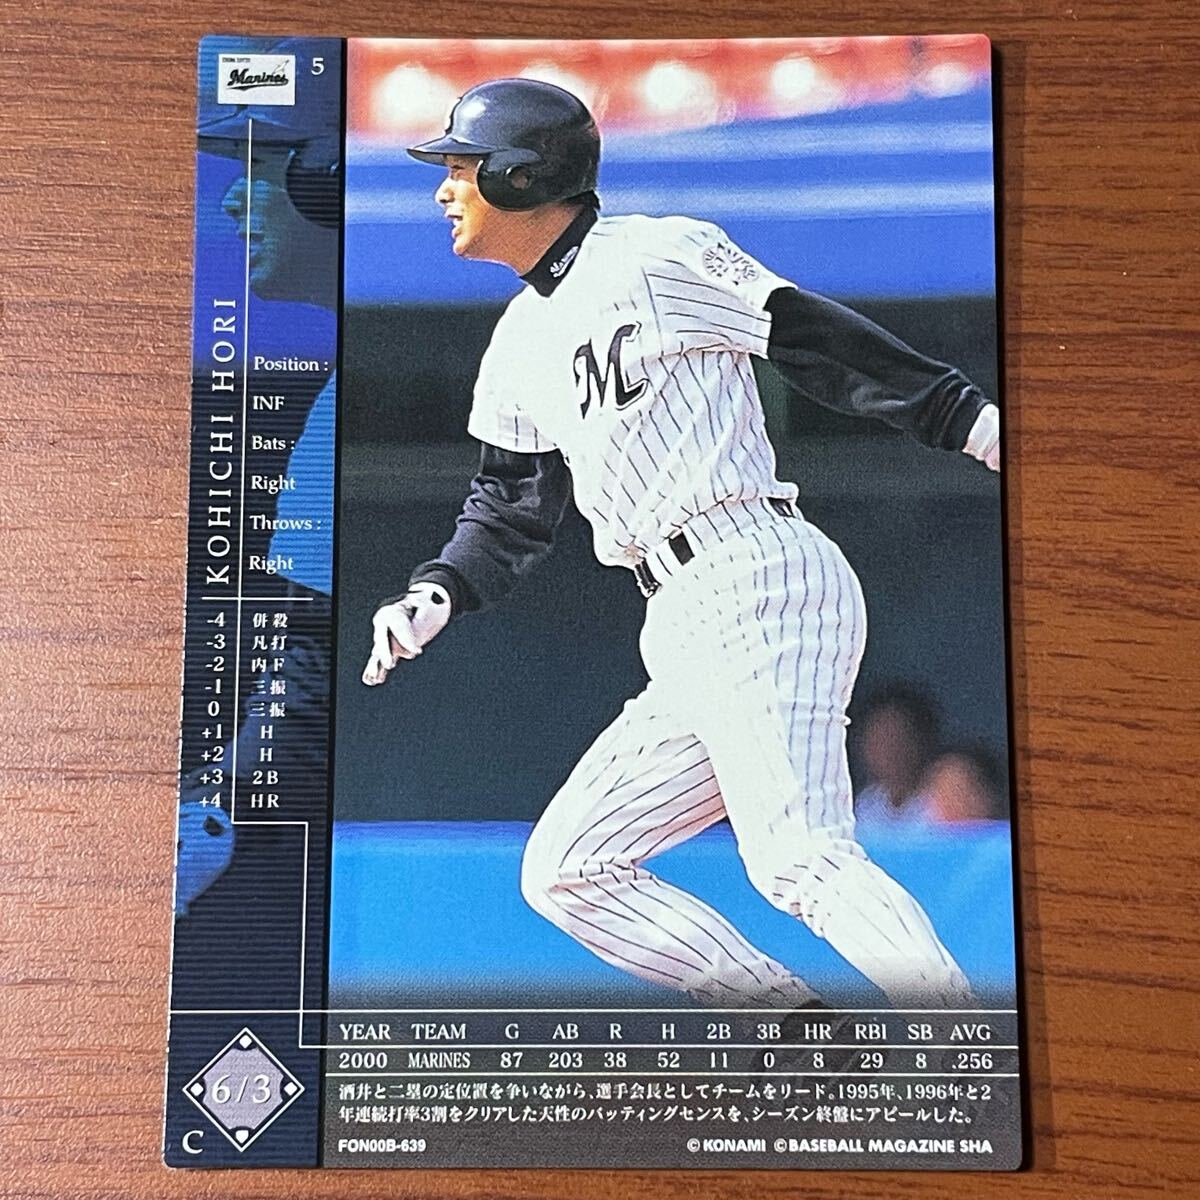 CHIBA LOTTE
Marines
5
KOHICHI HORI
Position :
INF
Bats :
Right
Throws :
Right
-4 併殺
-3 凡打
-2 内F
-1 三振
0 三振
+1 H
+2 H
+3 2B
+4 HR
Marines
M
YEAR TEAM G AB R H 2B 3B HR RBI SB AVG
2000 MARINES 87 203 38 52 11 0 8 29 8 .256
6/3
C
酒井と二塁の定位置を争いながら、選手会長としてチームをリード。1995年、1996年と2
年連続打率3割をクリアした天性のバッティングセンスを、シーズン終盤にアピールした。
FON00B-639
©KONAMI ©BASEBALL MAGAZINE SHA